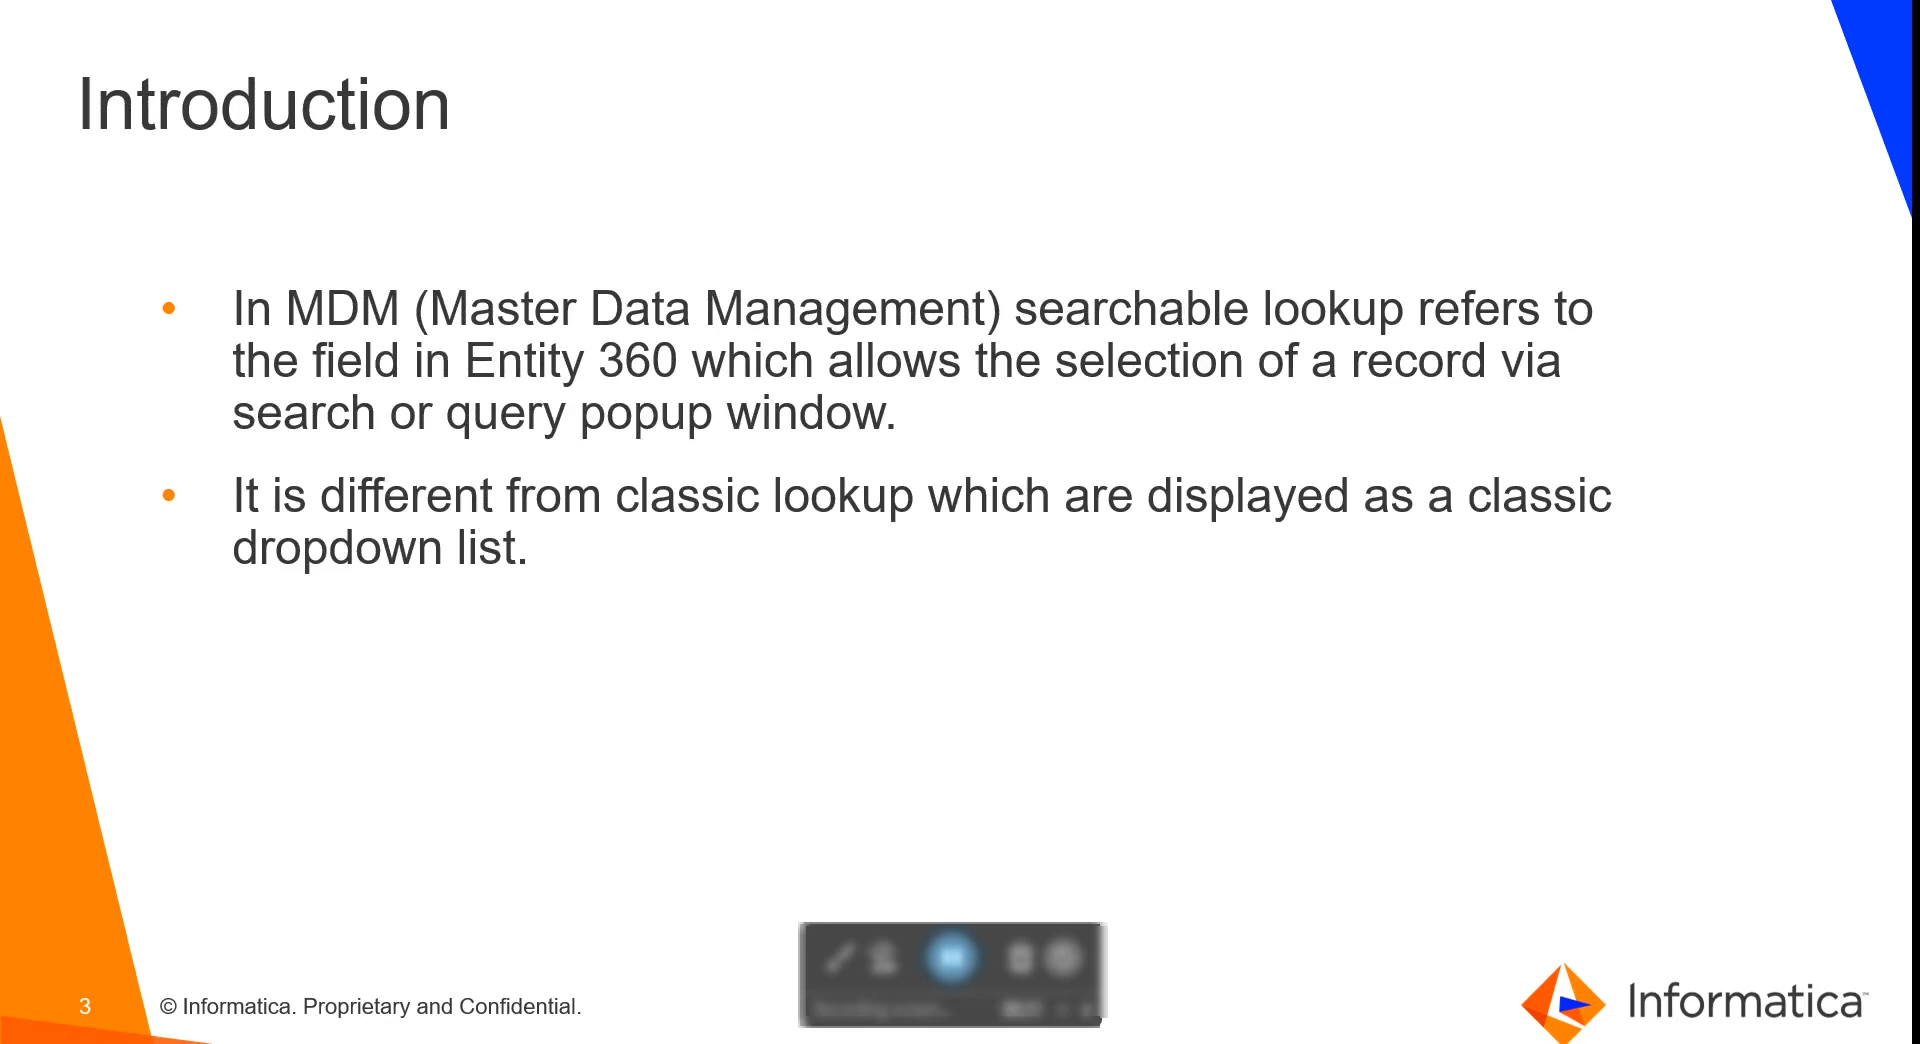 Introduction
• In MDM (Master Data Management) searchable lookup refers to
the field in Entity 360 which allows the selection of a record via
search or query popup window.
• It is different from classic lookup which are displayed as a classic
dropdown list.
3 © Informatica. Proprietary and Confidential.
Informatica